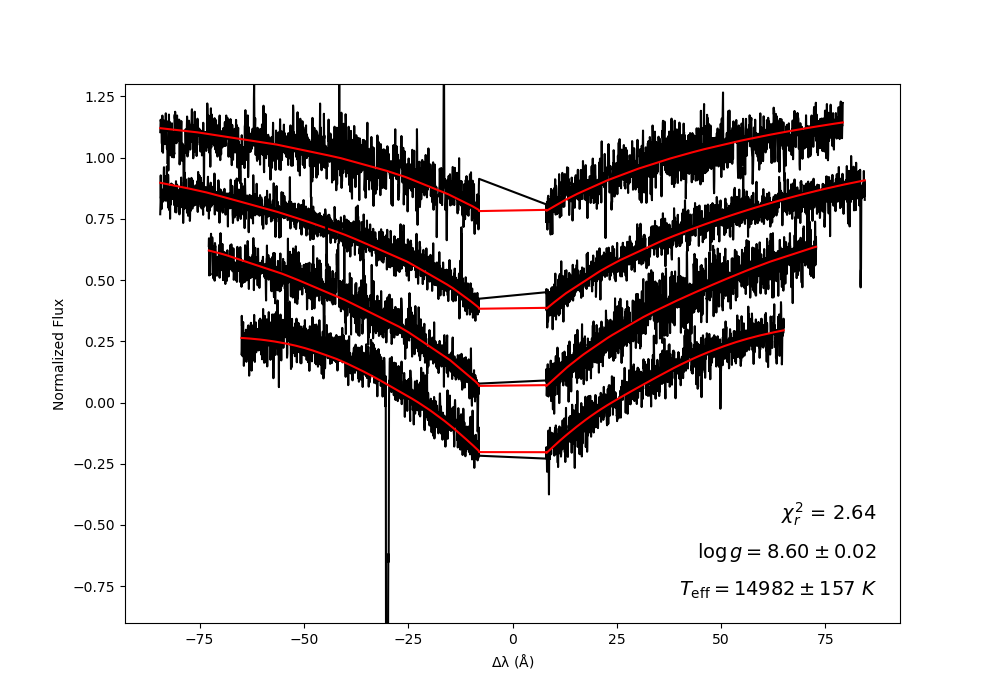 1.25
1.00
0.75
0.50
0.25
0.00
−0.25
−0.50
−0.75
Normalized Flux
χ²ᵣ = 2.64
log g = 8.60 ± 0.02
T_eff = 14982 ± 157 K
−75 −50 −25 0 25 50 75
Δλ (Å)